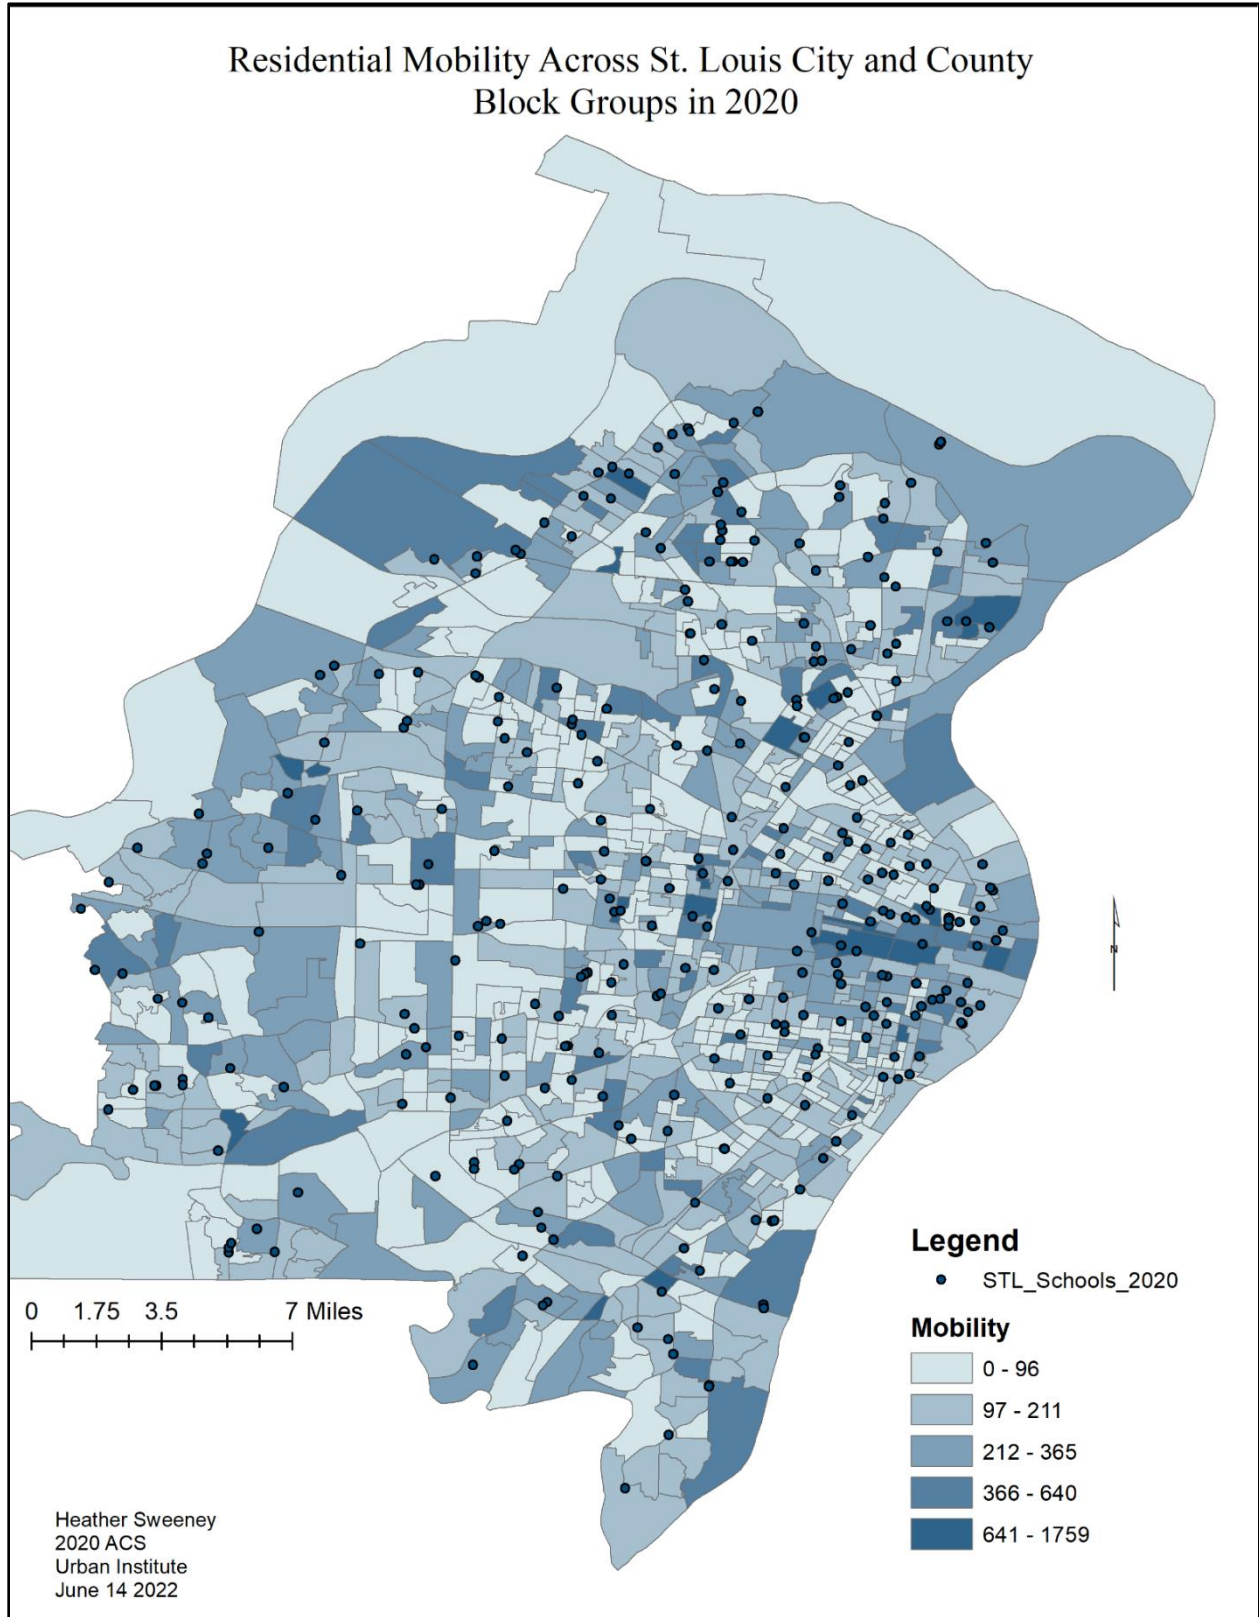 Residential Mobility Across St. Louis City and County
Block Groups in 2020
N
Legend
STL_Schools_2020
0 1.75 3.5 7 Miles
Mobility
0 - 96
97 - 211
212 - 365
366 - 640
641 - 1759
Heather Sweeney
2020 ACS
Urban Institute
June 14 2022